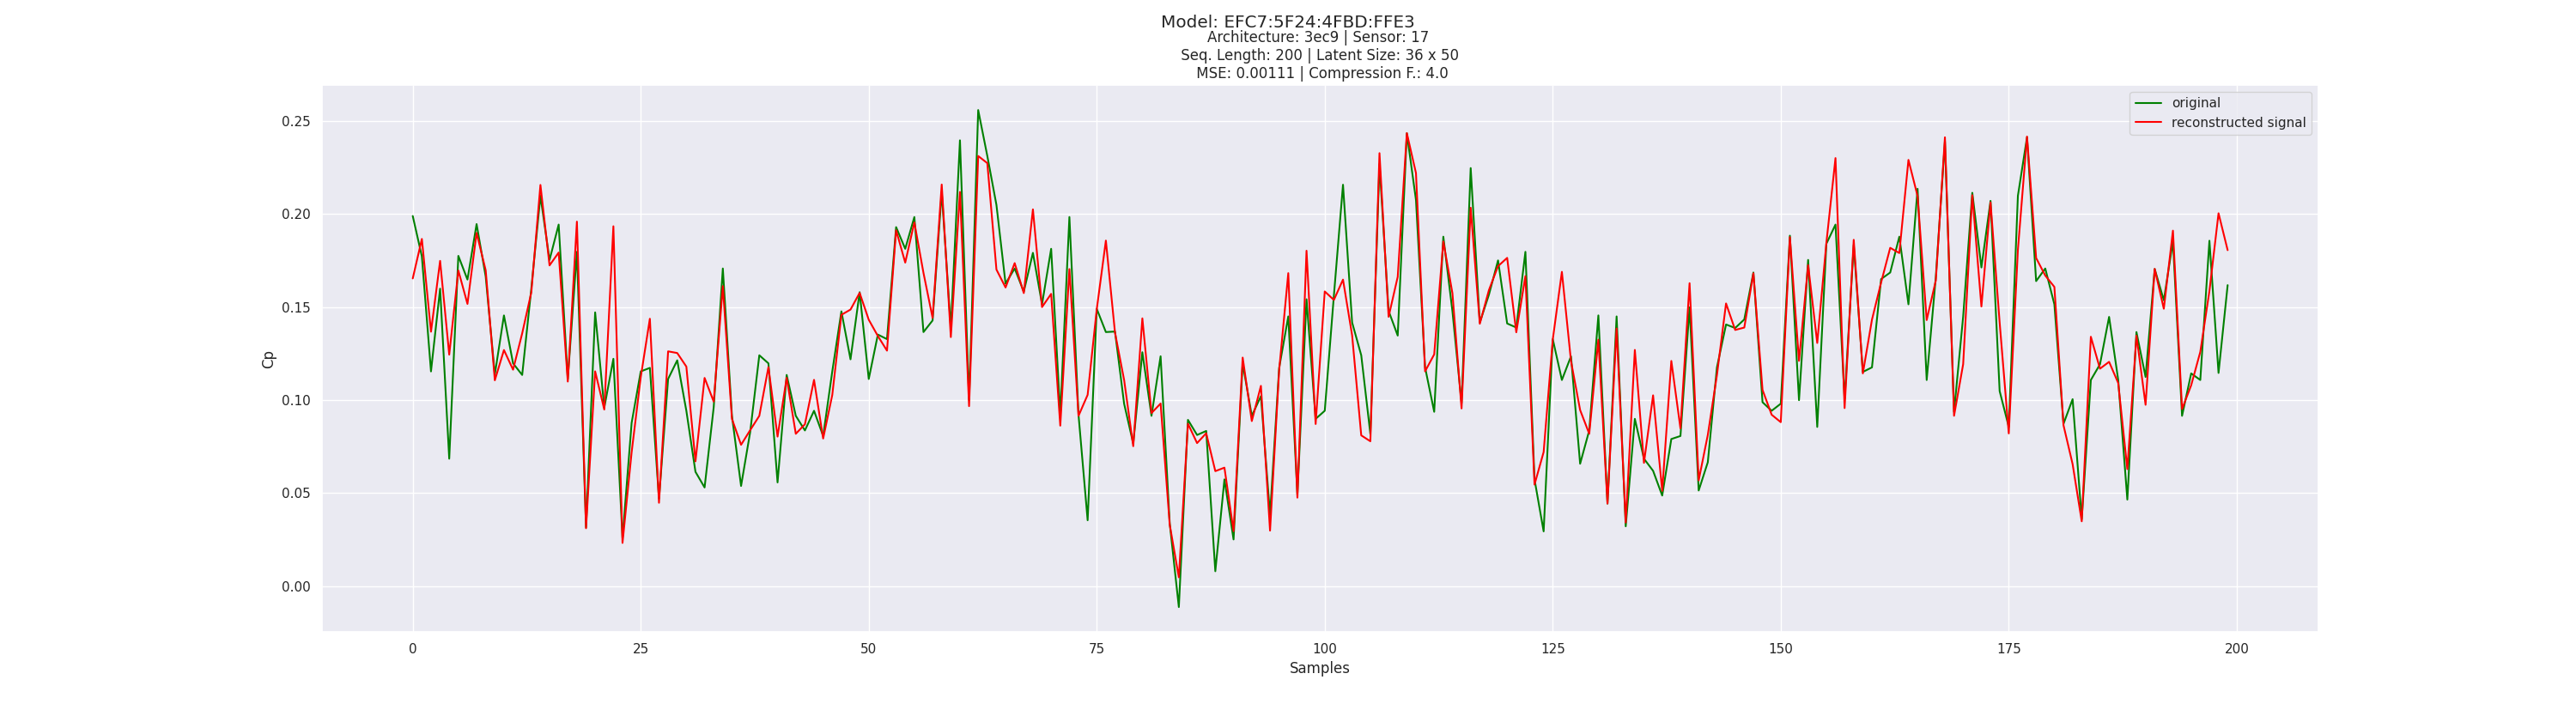 Model: EFC7:5F24:4FBD:FFE3
Architecture: 3ec9 | Sensor: 17
Seq. Length: 200 | Latent Size: 36 x 50
MSE: 0.00111 | Compression F.: 4.0
original
reconstructed signal
0.25
0.20
0.15
0.10
0.05
0.00
Cp
0 25 50 75 100 125 150 175 200
Samples